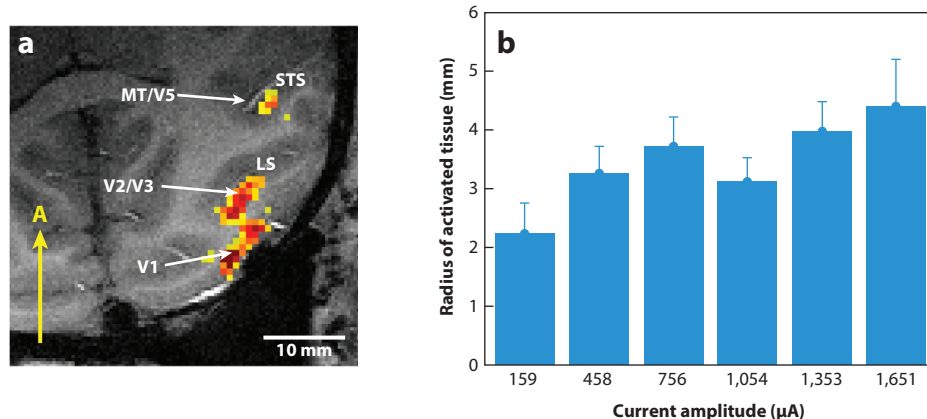 a
STS
MT/V5
LS
V2/V3
A
V1
10 mm
b
Radius of activated tissue (mm)
6
5
4
3
2
1
0
159 458 756 1,054 1,353 1,651
Current amplitude (µA)